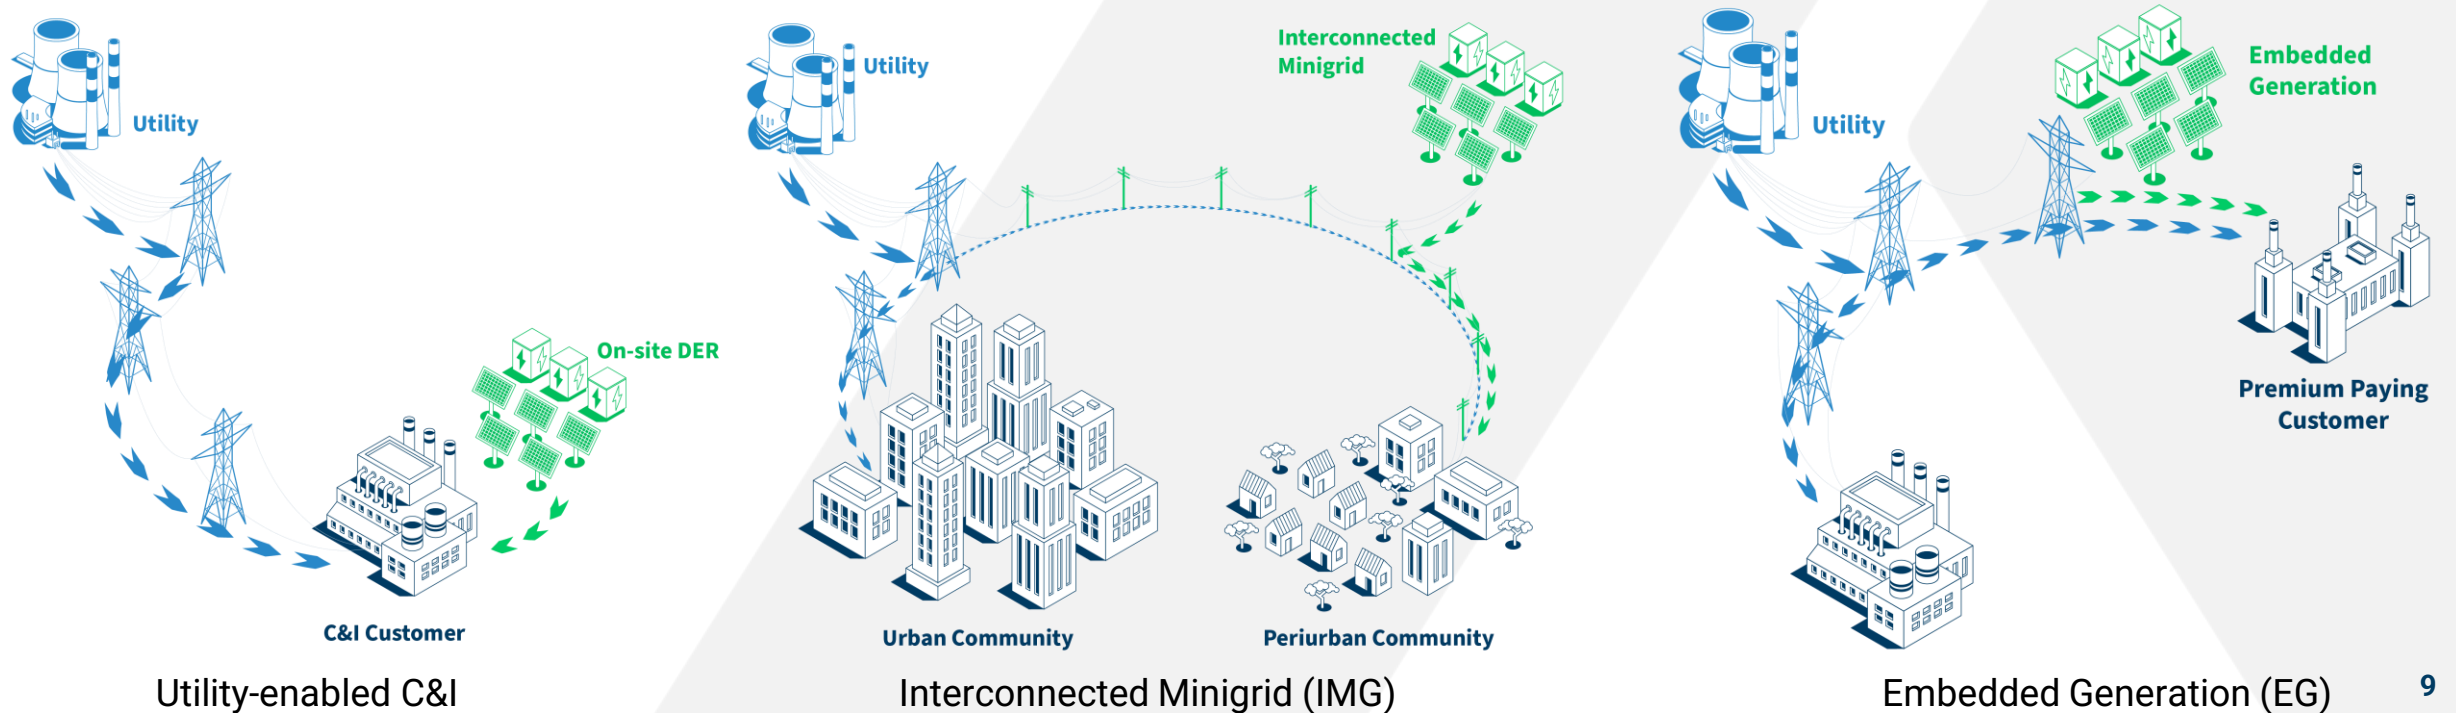 Utility
On-site DER
C&I Customer
Utility-enabled C&I
Utility
Interconnected
Minigrid
Urban Community
Periurban Community
Interconnected Minigrid (IMG)
Utility
Embedded
Generation
Premium Paying
Customer
Embedded Generation (EG)
9